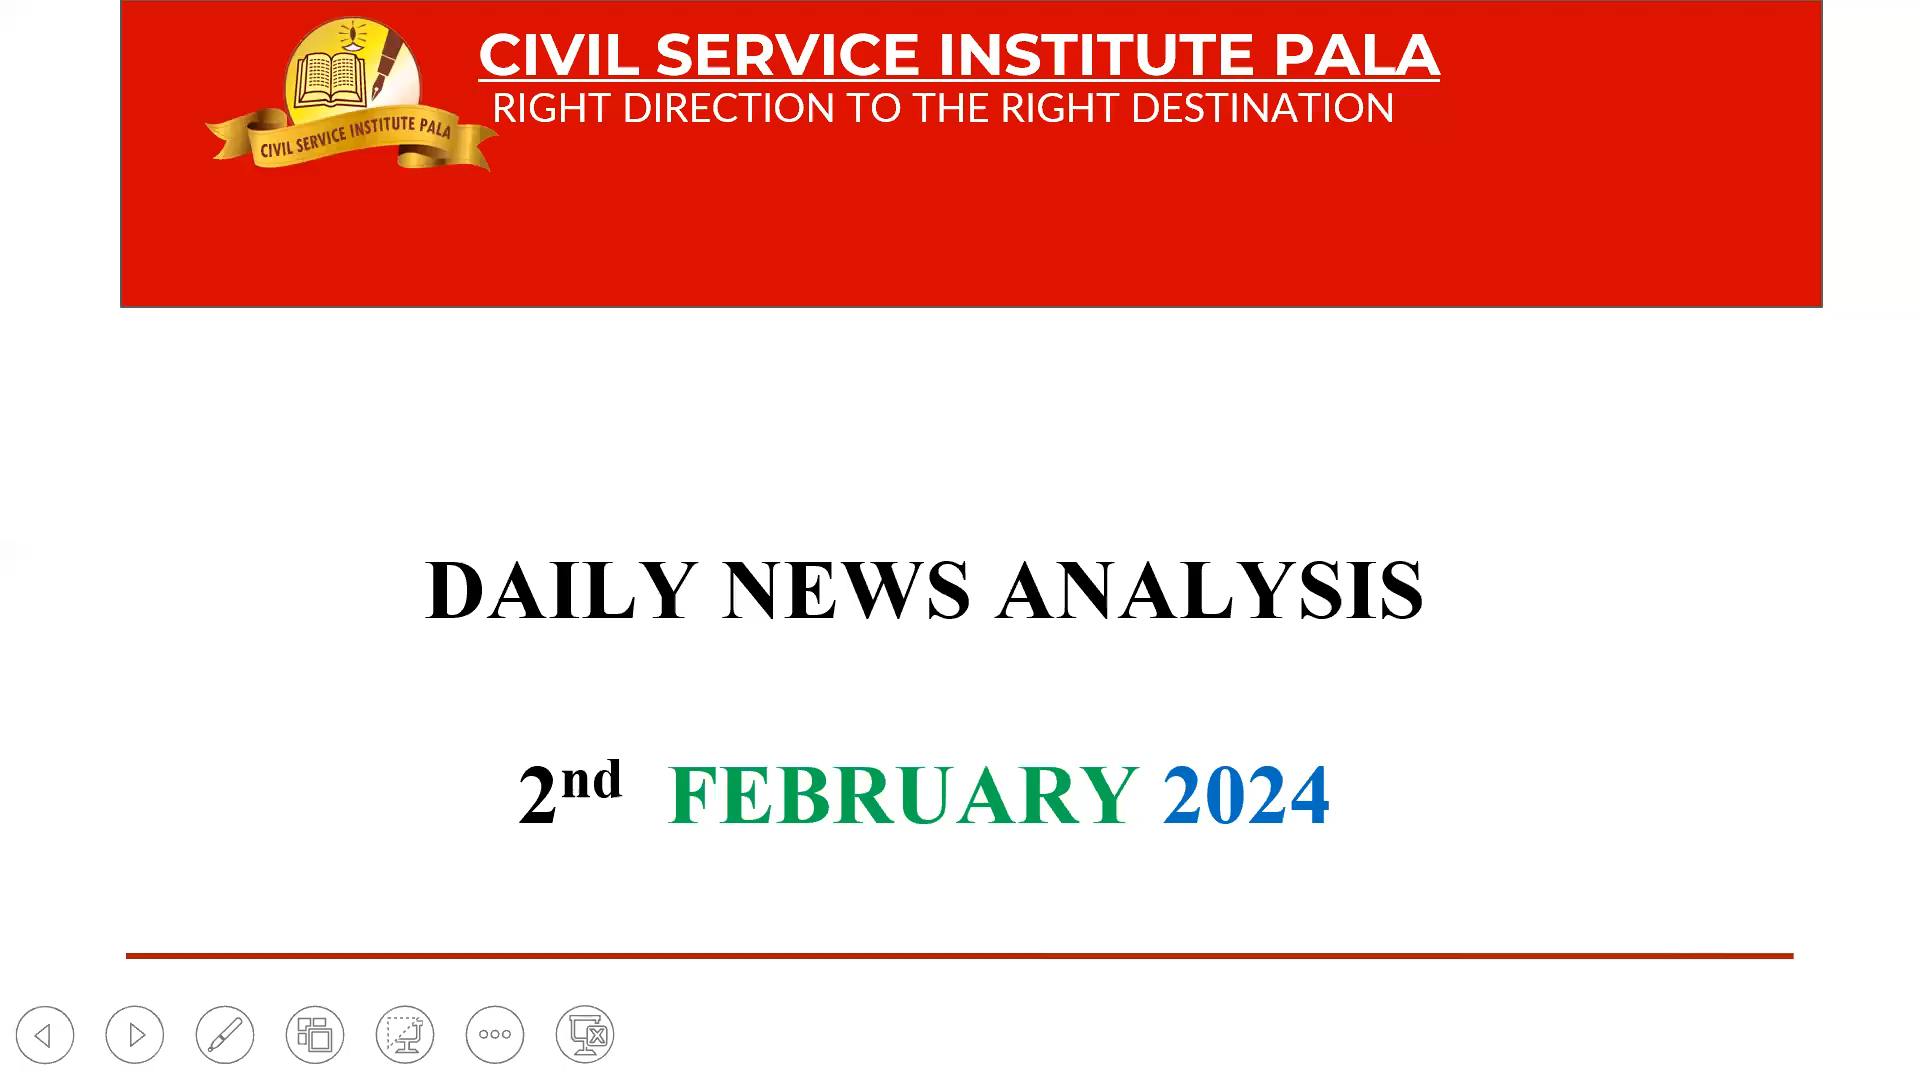 CIVIL SERVICE INSTITUTE PALA
RIGHT DIRECTION TO THE RIGHT DESTINATION
CIVIL SERVICE INSTITUTE PALA
DAILY NEWS ANALYSIS
2nd FEBRUARY 2024